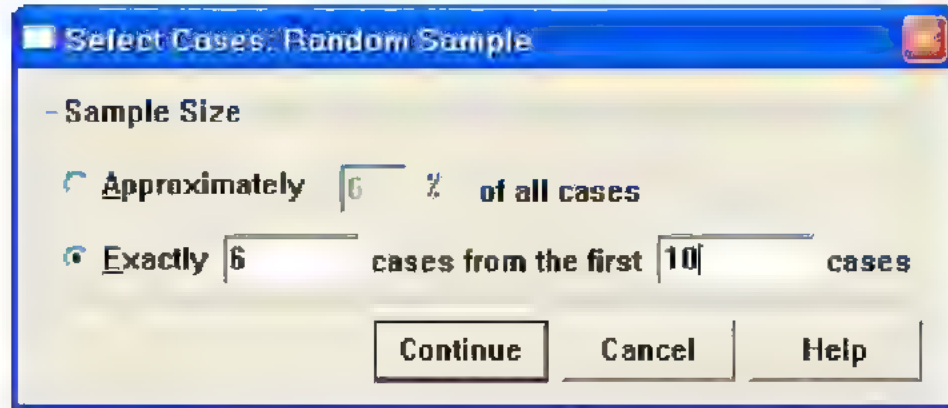 Select Cases: Random Sample
Sample Size
Approximately 6 % of all cases
Exactly 6 cases from the first 10 cases
Continue Cancel Help